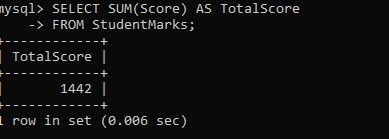 mysql> SELECT SUM(Score) AS TotalScore
    -> FROM StudentMarks;
+------------+
| TotalScore |
+------------+
|       1442 |
+------------+
1 row in set (0.006 sec)